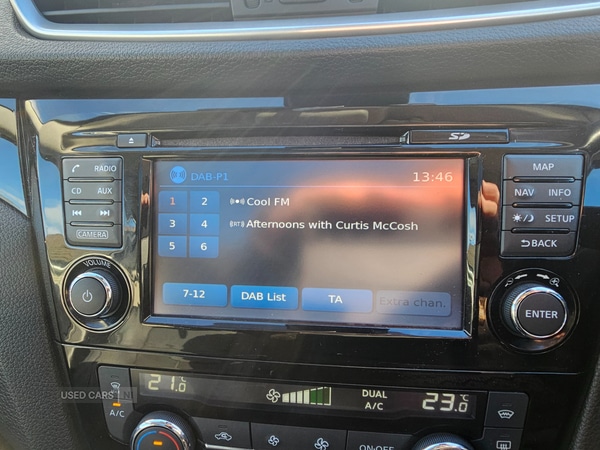 SD
RADIO
CD AUX
CAMERA
VOLUME
DAB-P1 13:46
1 2 Cool FM
3 4 RT Afternoons with Curtis McCosh
5 6
7-12 DAB List TA Extra chan.
MAP
NAV INFO
SETUP
BACK
ENTER
21.0 °C DUAL A/C 23.0 °C
A/C
ON·OFF
USED CARS NI